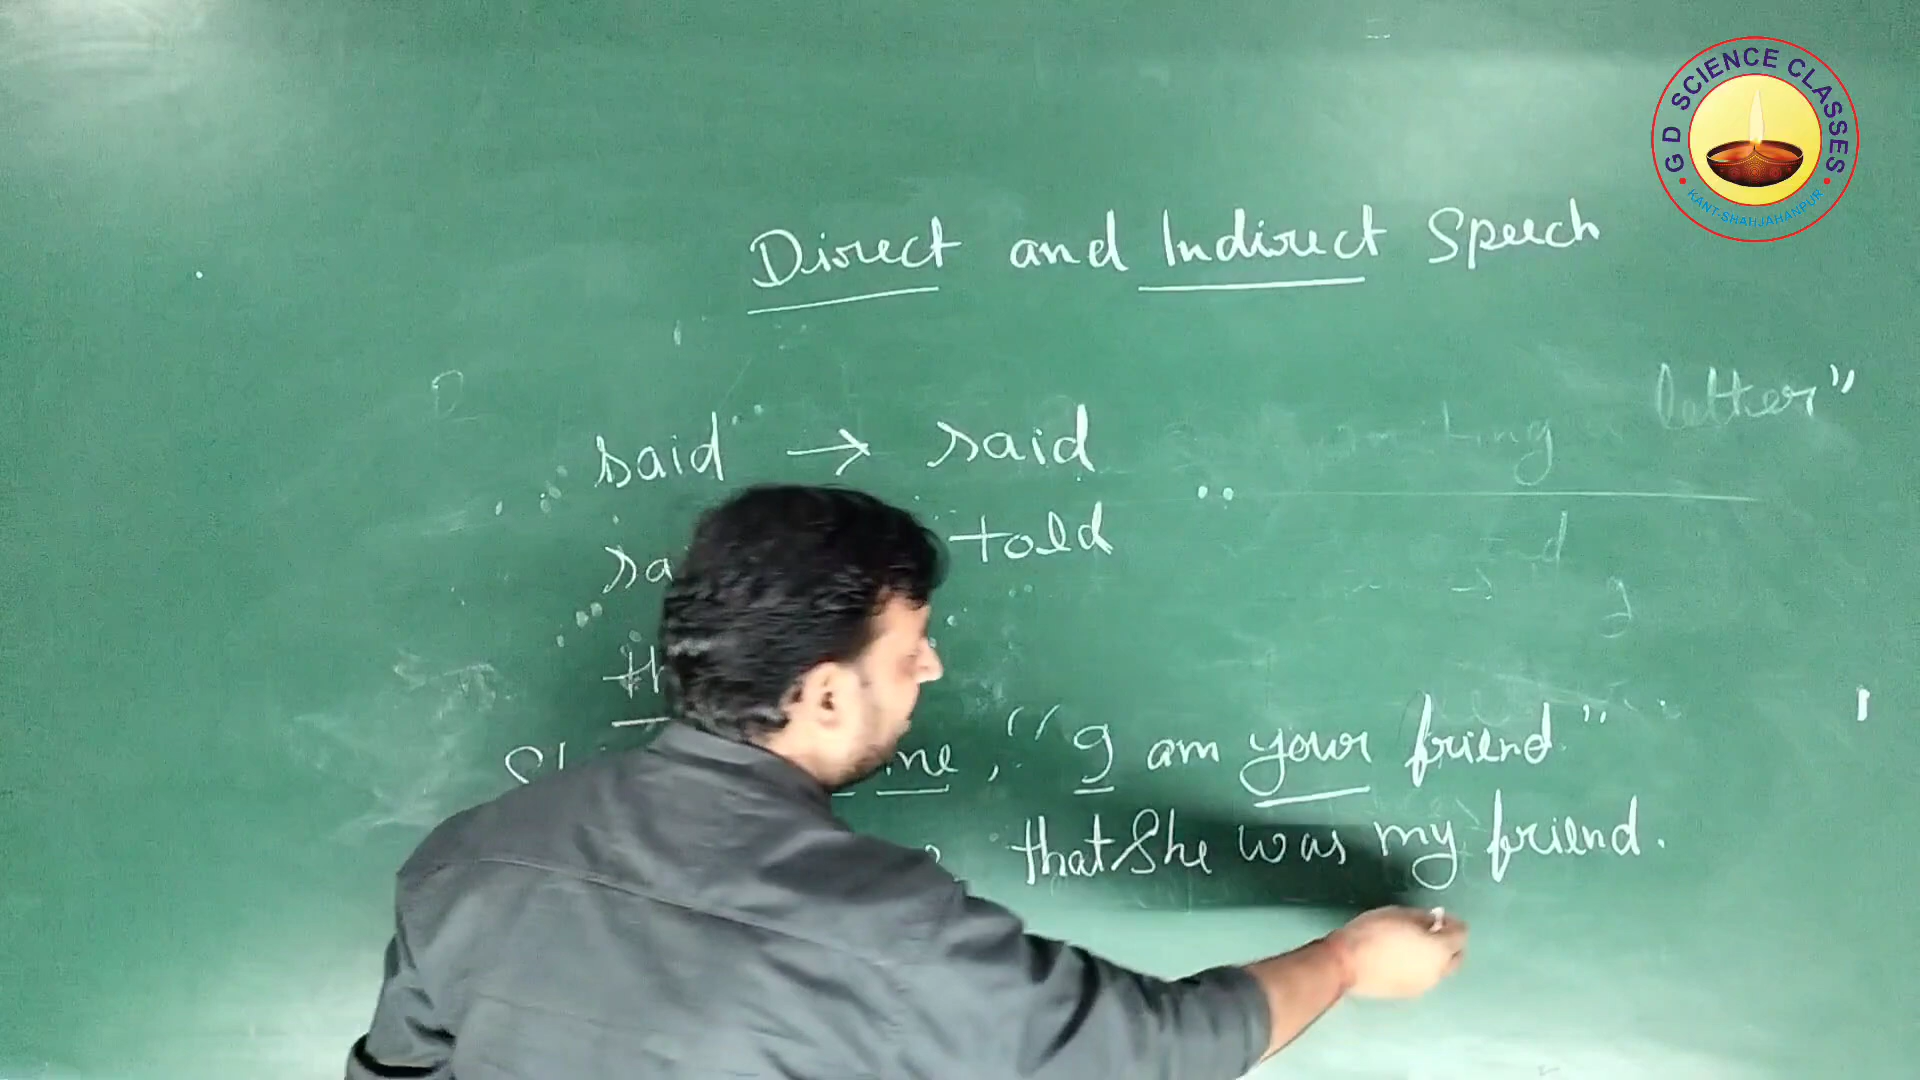 G D SCIENCE CLASSES
KANT-SHAHJAHANPUR
Direct and Indirect Speech
letter"
said → said
told
me, "I am your friend"
that She was my friend.